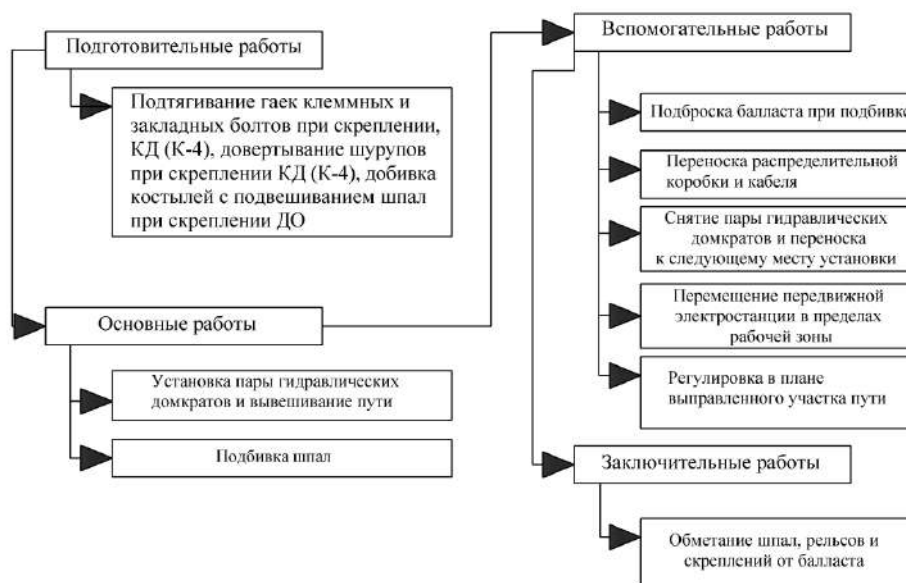 Подготовительные работы
Подтягивание гаек клеммных и
закладных болтов при скреплении,
КД (К-4), довертывание шурупов
при скреплении КД (К-4), добивка
костылей с подвешиванием шпал
при скреплении ДО
Основные работы
Установка пары гидравлических
домкратов и вывешивание пути
Подбивка шпал
Вспомогательные работы
Подброска балласта при подбивке
Переноска распределительной
коробки и кабеля
Снятие пары гидравлических
домкратов и переноска
к следующему месту установки
Перемещение передвижной
электростанции в пределах
рабочей зоны
Регулировка в плане
выправленного участка пути
Заключительные работы
Обметание шпал, рельсов и
скреплений от балласта